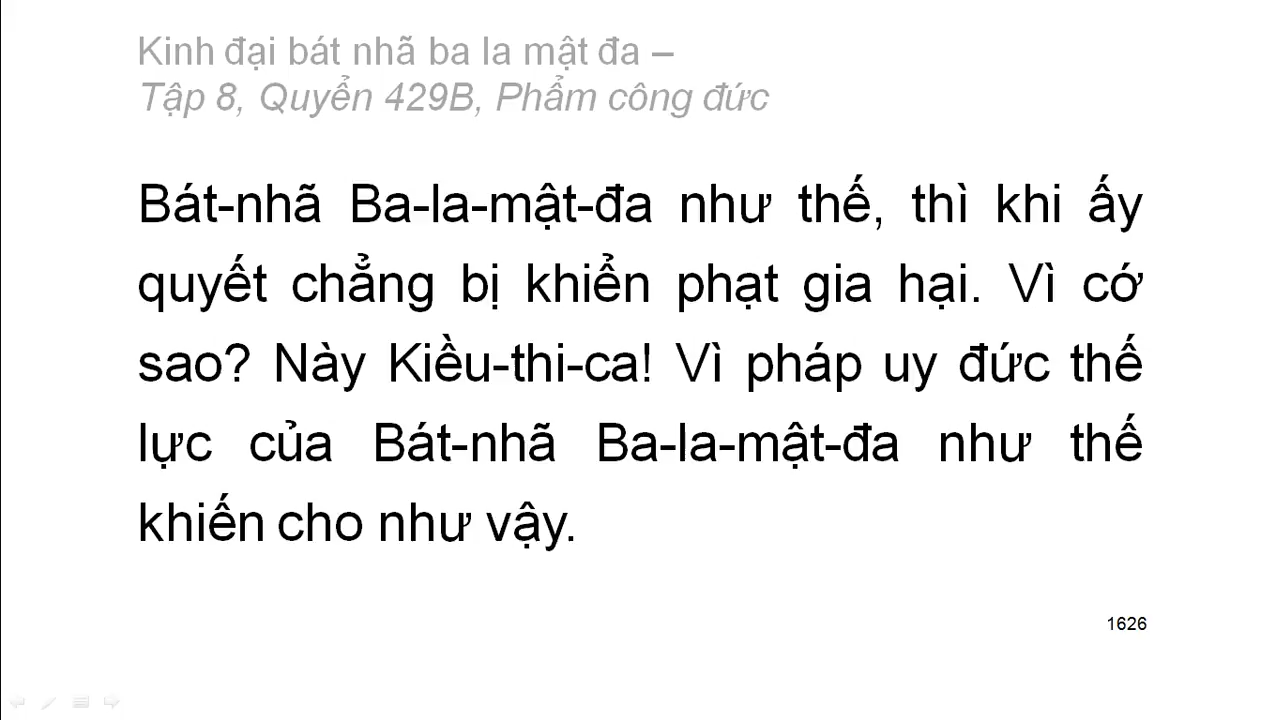 Kinh đại bát nhã ba la mật đa –
Tập 8, Quyển 429B, Phẩm công đức
Bát-nhã Ba-la-mật-đa như thế, thì khi ấy
quyết chẳng bị khiển phạt gia hại. Vì cớ
sao? Này Kiều-thi-ca! Vì pháp uy đức thế
lực của Bát-nhã Ba-la-mật-đa như thế
khiến cho như vậy.
1626